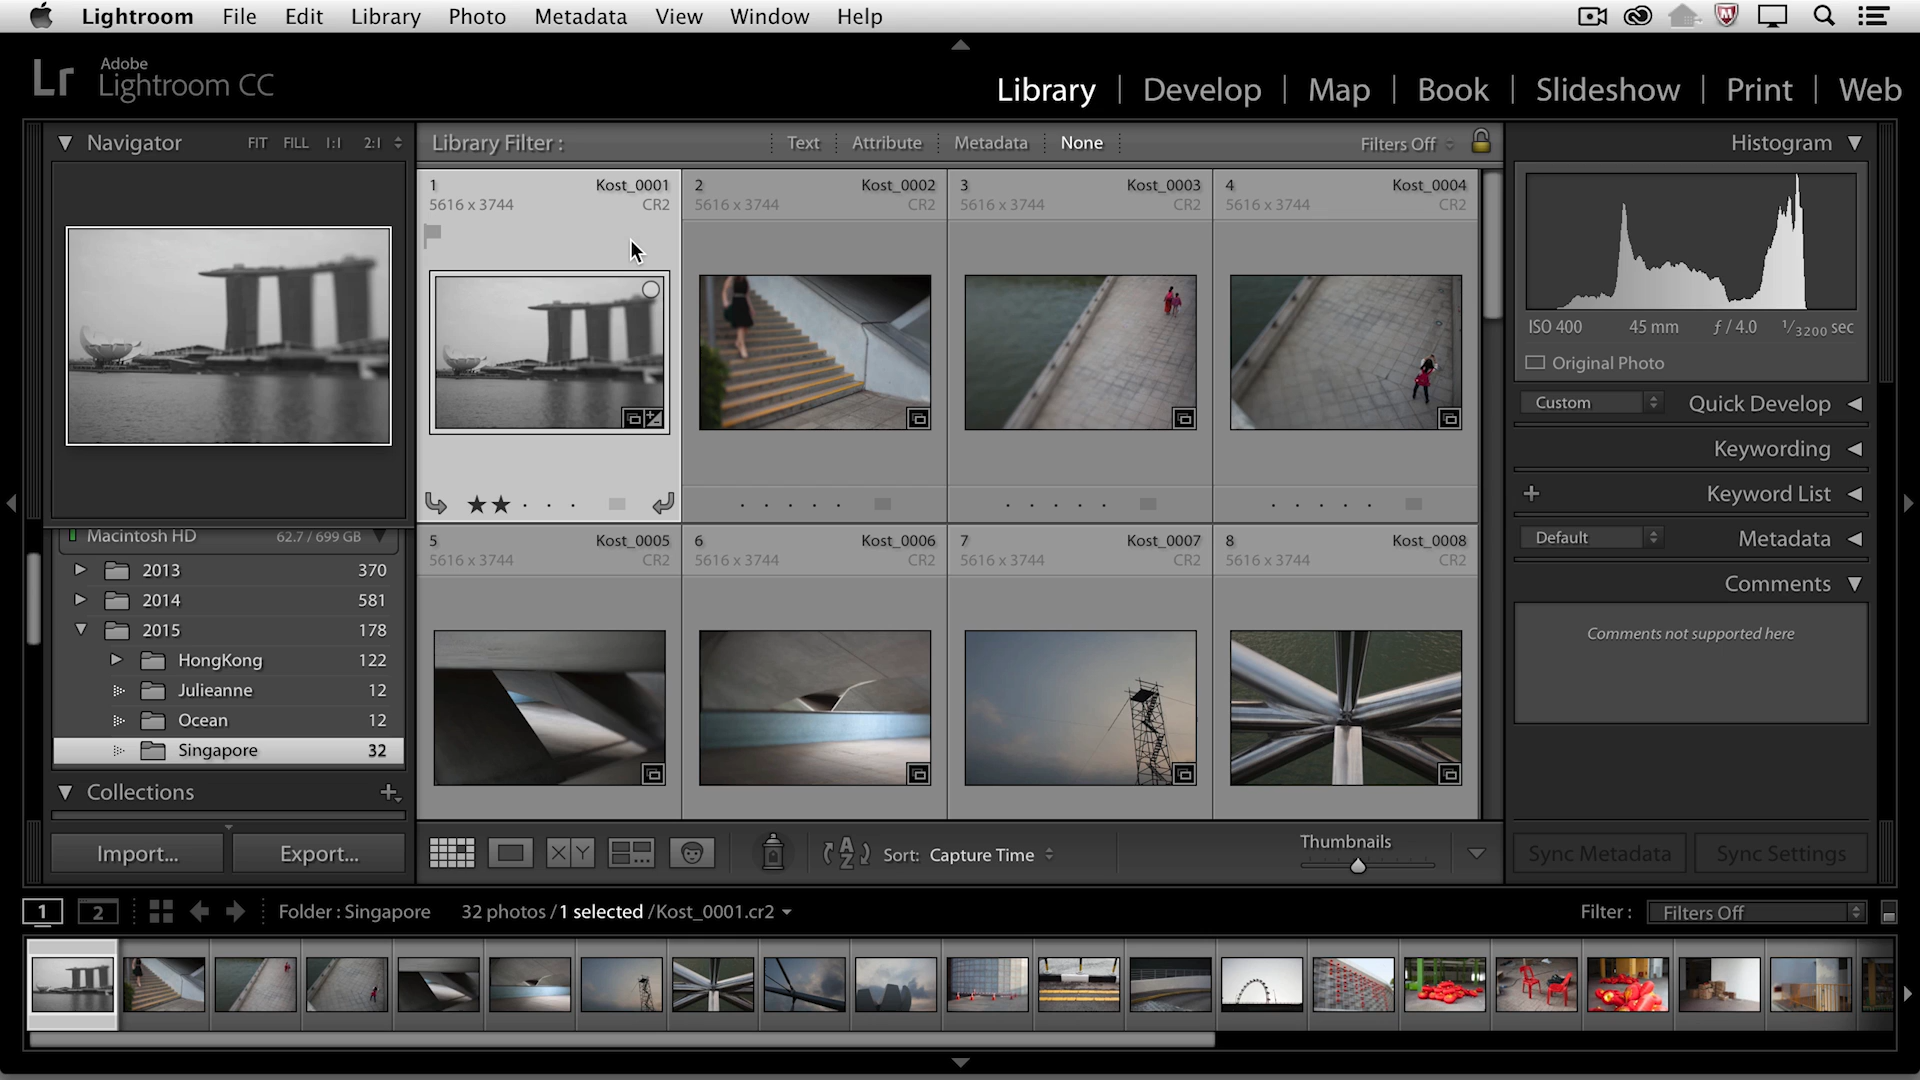 Lightroom File Edit Library Photo Metadata View Window Help
Lr Adobe
Lightroom CC
Library | Develop | Map | Book | Slideshow | Print | Web
Navigator FIT FILL 1:1 2:1
Library Filter : Text Attribute Metadata None Filters Off
Histogram
1 Kost_0001
5616 x 3744 CR2
2 Kost_0002
5616 x 3744 CR2
3 Kost_0003
5616 x 3744 CR2
4 Kost_0004
5616 x 3744 CR2
ISO 400 45 mm ƒ / 4.0 1/3200 sec
Original Photo
Custom Quick Develop
Keywording
+ Keyword List
Default Metadata
Comments
Comments not supported here
Macintosh HD 62.7 / 699 GB
2013 370
2014 581
2015 178
HongKong 122
Julieanne 12
Ocean 12
Singapore 32
Collections +
Import... Export...
5 Kost_0005
5616 x 3744 CR2
6 Kost_0006
5616 x 3744 CR2
7 Kost_0007
5616 x 3744 CR2
8 Kost_0008
5616 x 3744 CR2
X Y
A
Z
Sort: Capture Time
Thumbnails
Sync Metadata Sync Settings
1 2 Folder : Singapore 32 photos / 1 selected / Kost_0001.cr2
Filter : Filters Off